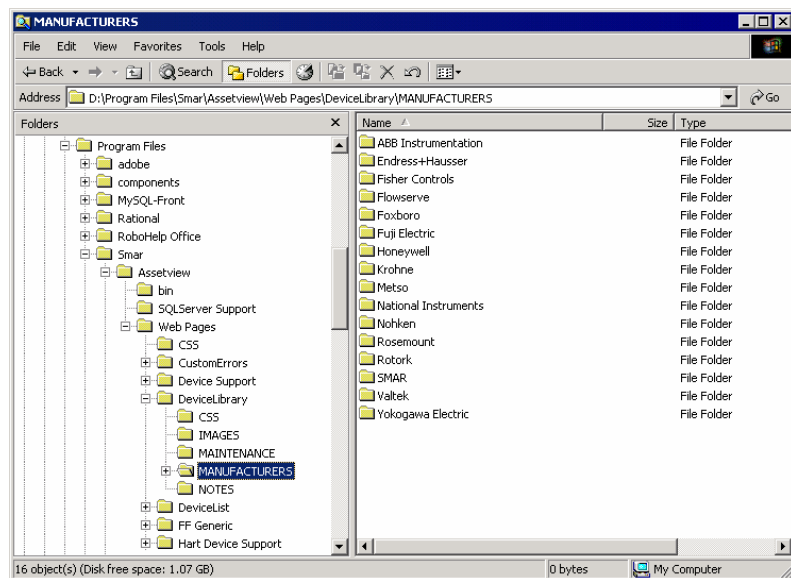 MANUFACTURERS
File Edit View Favorites Tools Help
Back Search Folders
Address D:\Program Files\Smar\Assetview\Web Pages\DeviceLibrary\MANUFACTURERS Go
Folders
Program Files
adobe
components
MySQL-Front
Rational
RoboHelp Office
Smar
Assetview
bin
SQLServer Support
Web Pages
CSS
CustomErrors
Device Support
DeviceLibrary
CSS
IMAGES
MAINTENANCE
MANUFACTURERS
NOTES
DeviceList
FF Generic
Hart Device Support
Name Size Type
ABB Instrumentation File Folder
Endress+Hausser File Folder
Fisher Controls File Folder
Flowserve File Folder
Foxboro File Folder
Fuji Electric File Folder
Honeywell File Folder
Krohne File Folder
Metso File Folder
National Instruments File Folder
Nohken File Folder
Rosemount File Folder
Rotork File Folder
SMAR File Folder
Valtek File Folder
Yokogawa Electric File Folder
16 object(s) (Disk free space: 1.07 GB) 0 bytes My Computer